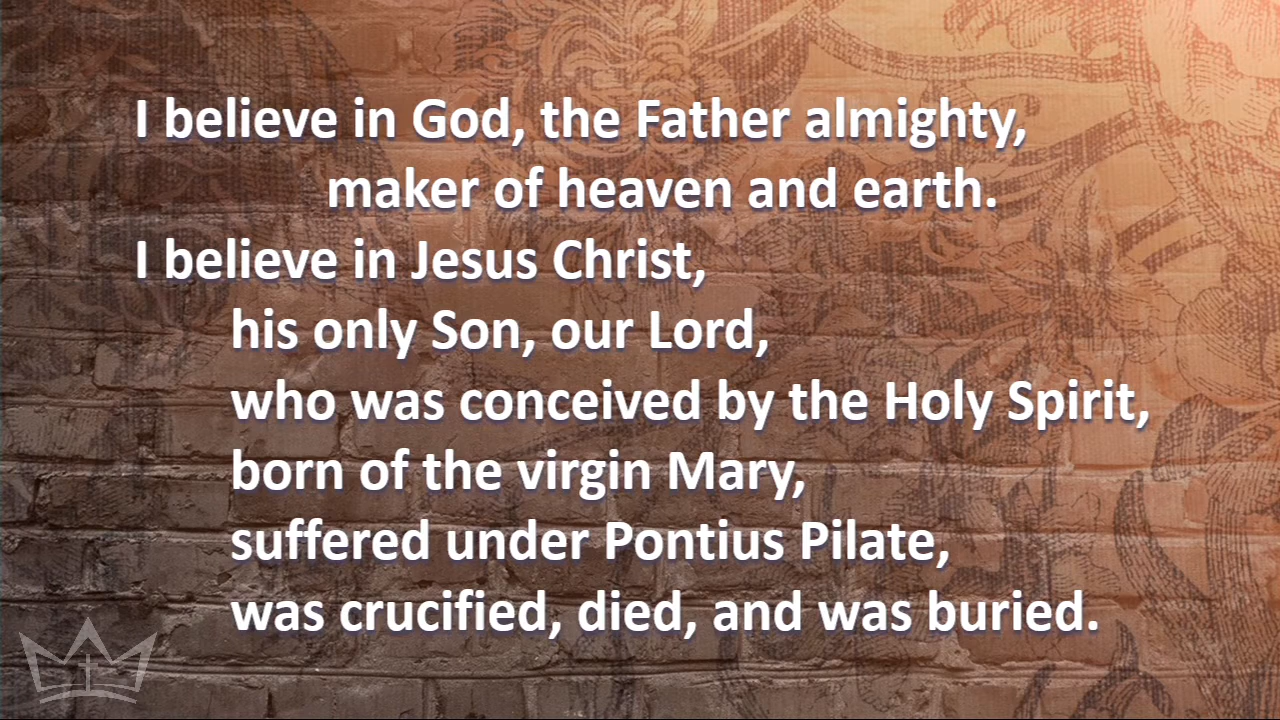 I believe in God, the Father almighty,
maker of heaven and earth.
I believe in Jesus Christ,
his only Son, our Lord,
who was conceived by the Holy Spirit,
born of the virgin Mary,
suffered under Pontius Pilate,
was crucified, died, and was buried.